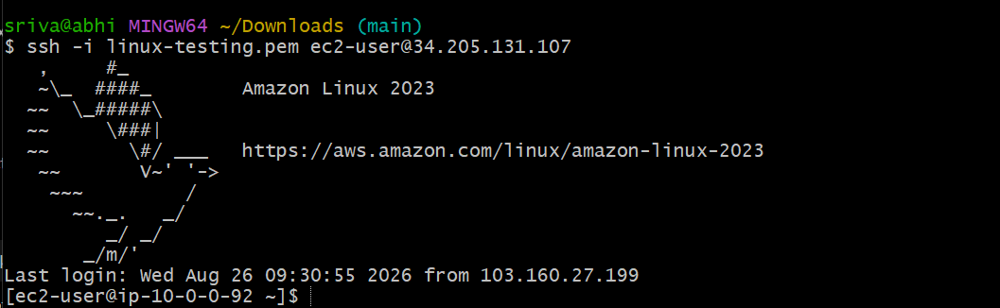 sriva@abhi MINGW64 ~/Downloads (main)
$ ssh -i linux-testing.pem ec2-user@34.205.131.107
   ,     #_
   ~\_  ####_        Amazon Linux 2023
  ~~  \_#####\
  ~~     \###|
  ~~       \#/ ___   https://aws.amazon.com/linux/amazon-linux-2023
   ~~       V~' '->
    ~~~         /
      ~~._.   _/
         _/ _/
       _/m/'
Last login: Wed Aug 26 09:30:55 2026 from 103.160.27.199
[ec2-user@ip-10-0-0-92 ~]$